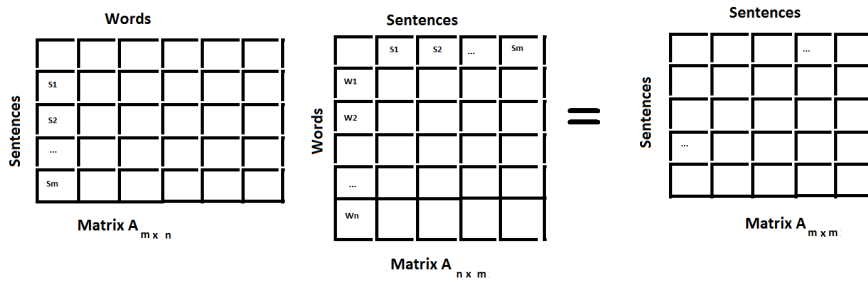 Words
Sentences
S1
S2
...
Sm
Matrix A m x n
Sentences
S1 S2 ... Sm
Words
W1
W2
...
Wn
Matrix A n x m
=
Sentences
...
Sentences
...
Matrix A m x m